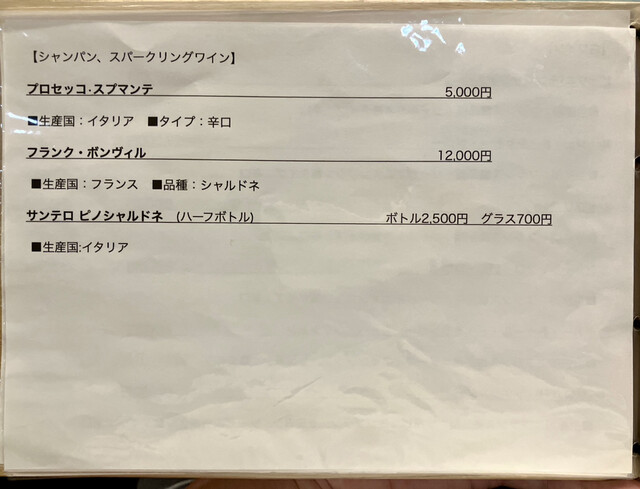 【シャンパン、スパークリングワイン】
プロセッコ・スプマンテ 5,000円
■生産国：イタリア ■タイプ：辛口
フランク・ボンヴィル 12,000円
■生産国：フランス ■品種：シャルドネ
サンテロ ピノシャルドネ (ハーフボトル) ボトル2,500円 グラス700円
■生産国:イタリア